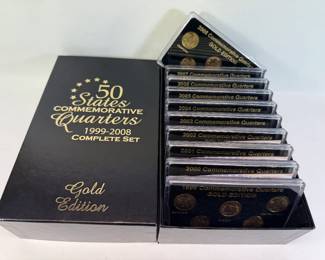 50
States
COMMEMORATIVE
Quarters
1999-2008
COMPLETE SET
Gold
Edition
2008 Commemorative Quarters
GOLD EDITION
2007 Commemorative Quarters
2006 Commemorative Quarters
2005 Commemorative Quarters
2004 Commemorative Quarters
2003 Commemorative Quarters
2002 Commemorative Quarters
2001 Commemorative Quarters
2000 Commemorative Quarters
1999 Commemorative Quarters
GOLD EDITION